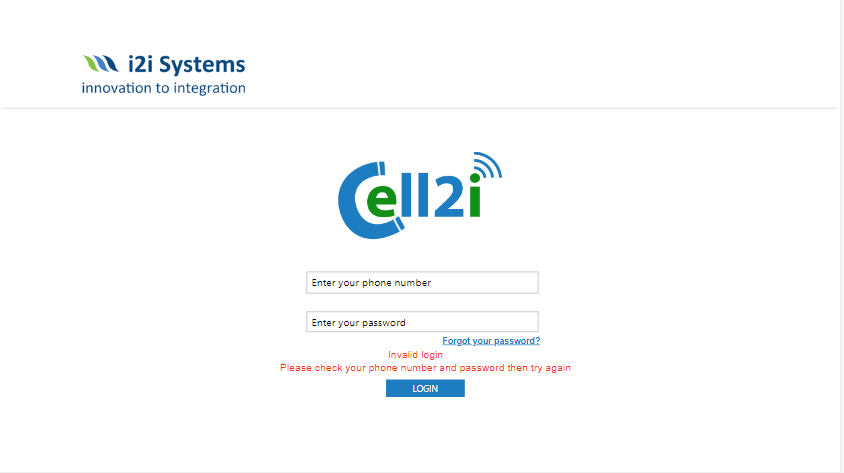 i2i Systems
innovation to integration
Cell2i
Enter your phone number
Enter your password
Forgot your password?
Invalid login
Please check your phone number and password then try again
LOGIN